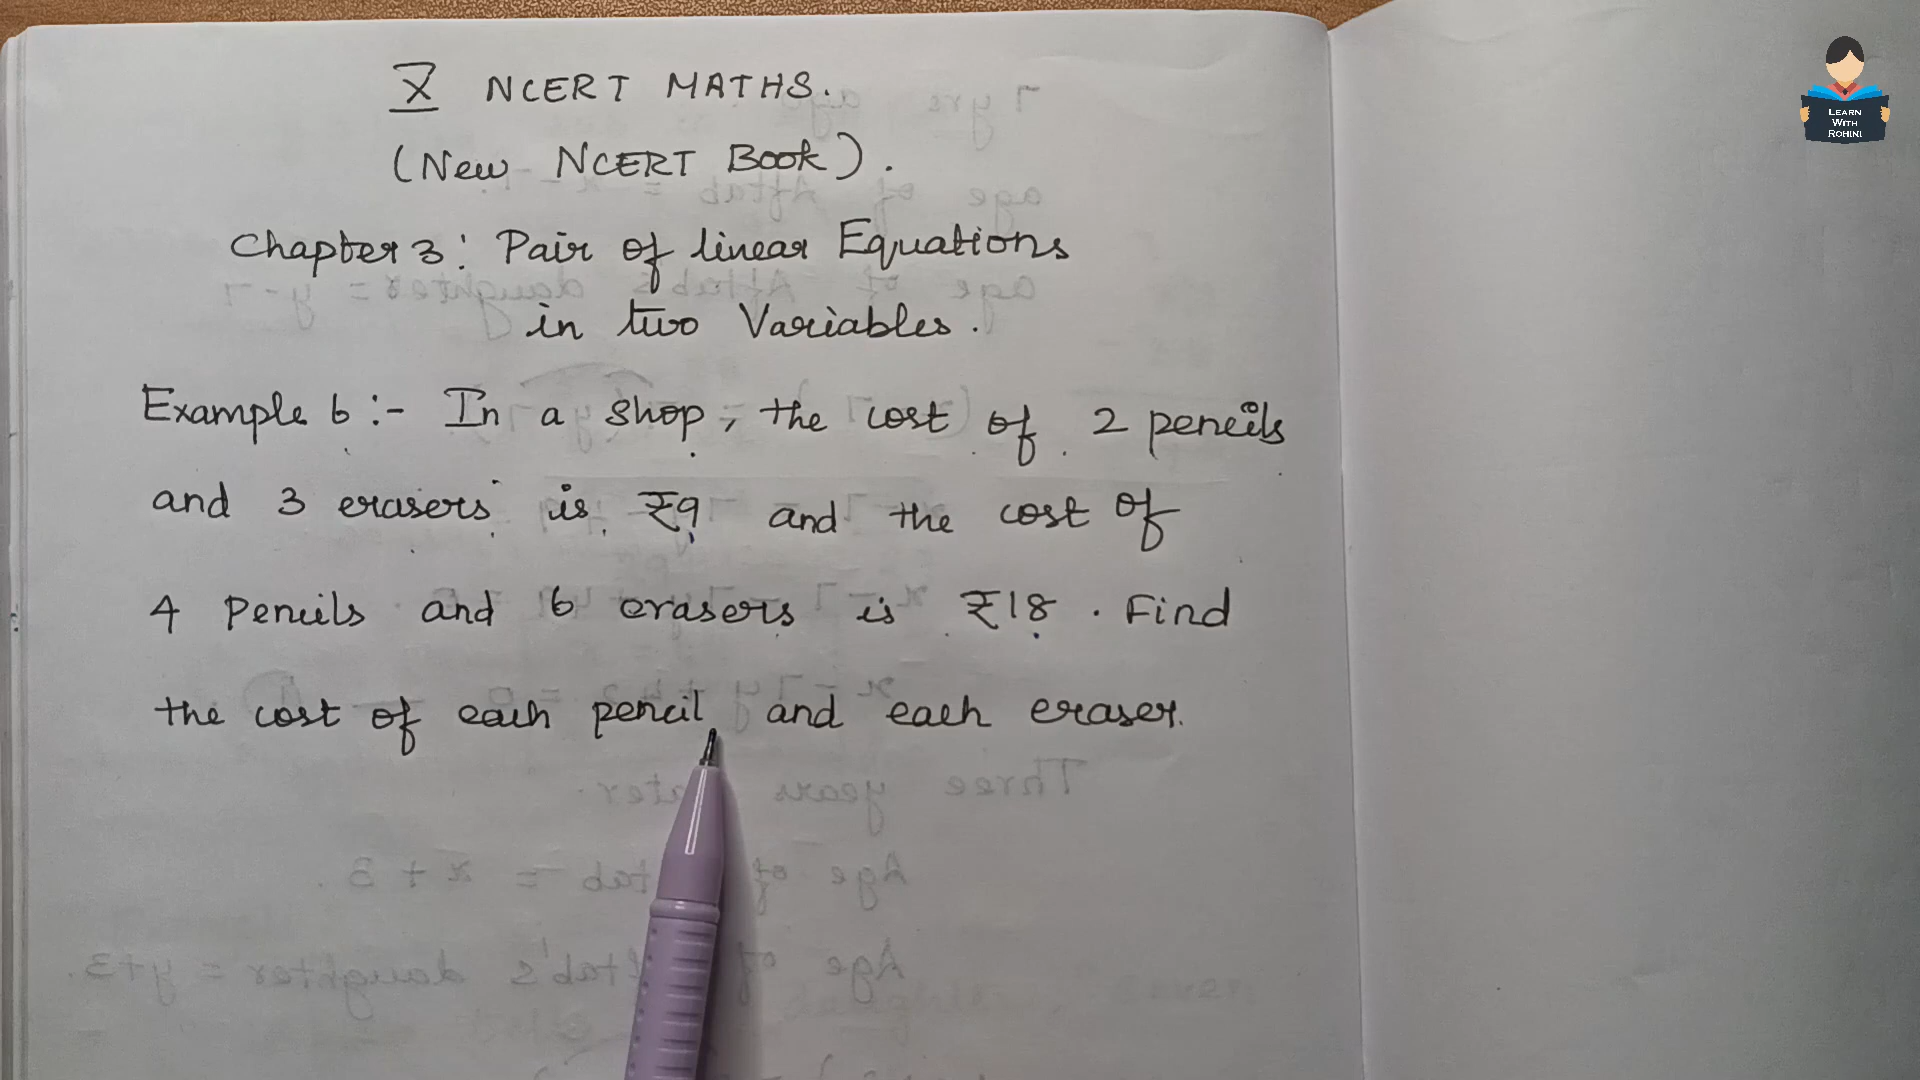 X NCERT MATHS.
(New NCERT Book).
Chapter 3: Pair of linear Equations
in two Variables.
Example 6:- In a shop, the cost of 2 pencils
and 3 erasers is ₹9 and the cost of
4 Pencils and 6 erasers is ₹18. Find
the cost of each pencil and each eraser.
LEARN
WITH
ROHINI